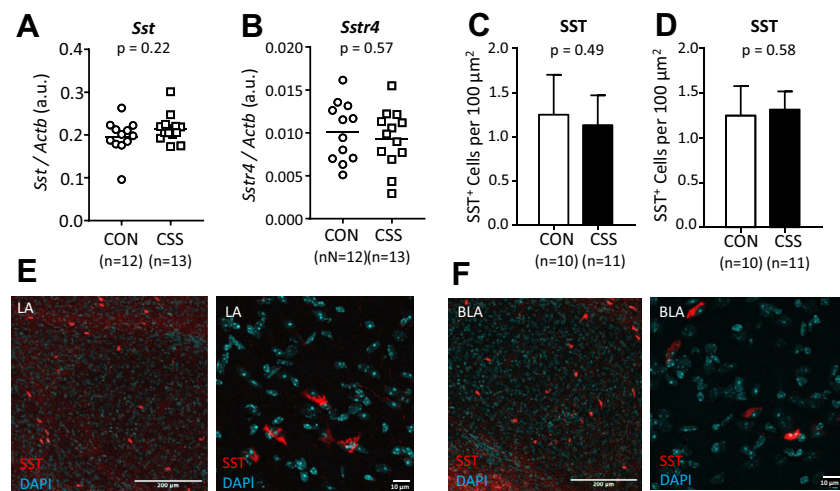 A
Sst
p = 0.22
Sst / Actb (a.u.)
0.4
0.3
0.2
0.1
0.0
CON CSS
(n=12) (n=13)
B
Sstr4
p = 0.57
Sstr4 / Actb (a.u.)
0.020
0.015
0.010
0.005
0.000
CON CSS
(nN=12)(n=13)
C
SST
p = 0.49
SST+ Cells per 100 µm²
2.0
1.5
1.0
0.5
0.0
CON CSS
(n=10) (n=11)
D
SST
p = 0.58
SST+ Cells per 100 µm²
2.0
1.5
1.0
0.5
0.0
CON CSS
(n=10) (n=11)
E
LA
SST
DAPI
200 µm
LA
SST
DAPI
10 µm
F
BLA
SST
DAPI
200 µm
BLA
SST
DAPI
10 µm